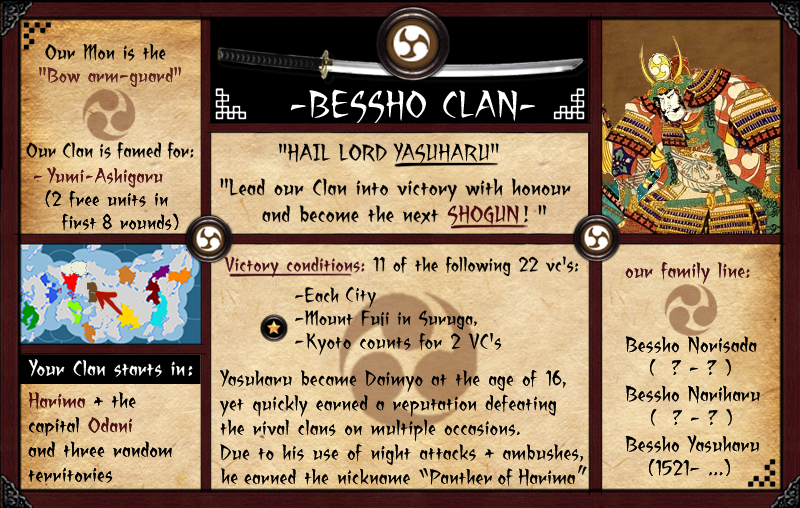 Our Mon is the
"Bow arm-guard"
Our Clan is famed for:
- Yumi-Ashigaru
(2 free units in
first 8 rounds)
-BESSHO CLAN-
"HAIL LORD YASUHARU"
"Lead our Clan into victory with honour
and become the next SHOGUN! "
Your Clan starts in:
Harima + the
capital Odani
and three random
territories
Victory conditions: 11 of the following 22 vc's:
-Each City
-Mount Fuji in Suruga,
-Kyoto counts for 2 VC's
Yasuharu became Daimyo at the age of 16,
yet quickly earned a reputation defeating
the rival clans on multiple occasions.
Due to his use of night attacks + ambushes,
he earned the nickname "Panther of Harima"
our family line:
Bessho Norisada
( ? - ? )
Bessho Nariharu
( ? - ? )
Bessho Yasuharu
(1521- ...)